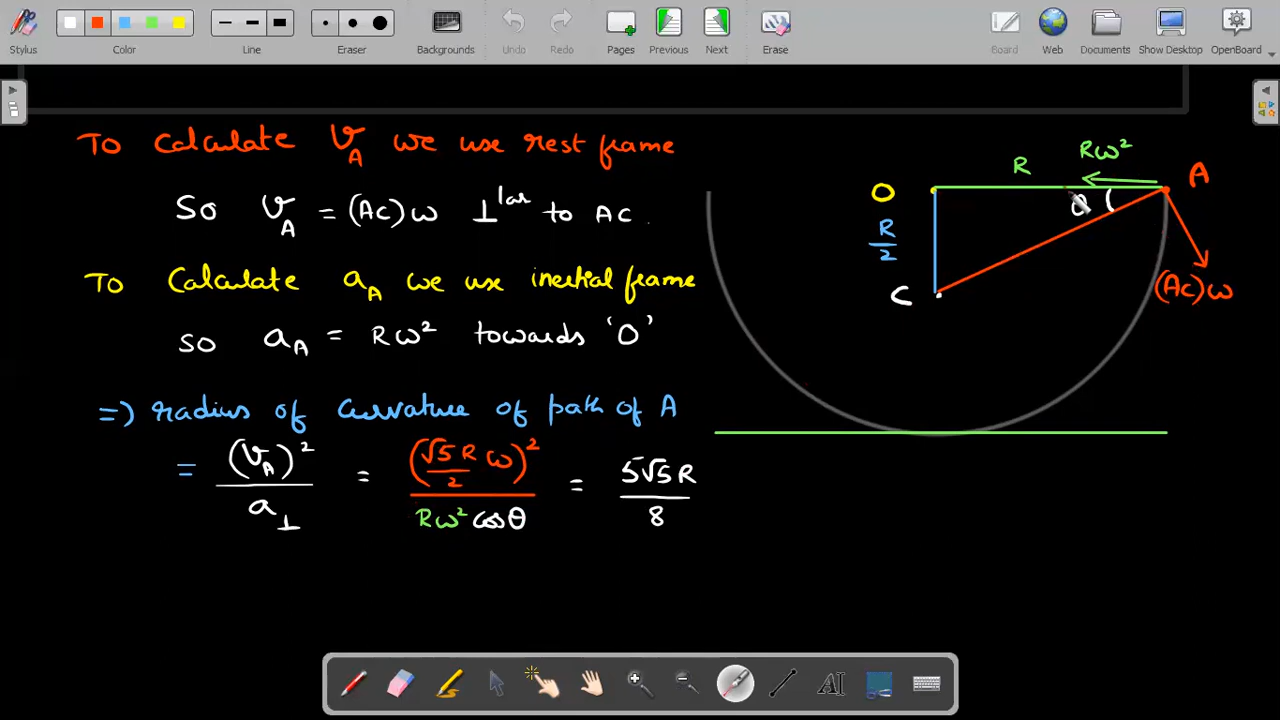 Stylus Color Line Eraser Backgrounds Undo Redo Pages Previous Next Erase Board Web Documents Show Desktop OpenBoard
To Calculate v_A we use rest frame
So v_A = (AC)ω ⊥^lar to AC
To Calculate a_A we use inertial frame
so a_A = Rω² towards 'O'
=) radius of curvature of path of A
= (v_A)² / a_⊥ = (√5 R/2 ω)² / Rω² cosθ = 5√5R / 8
R
Rω²
A
O
θ
R/2
C
(AC)ω